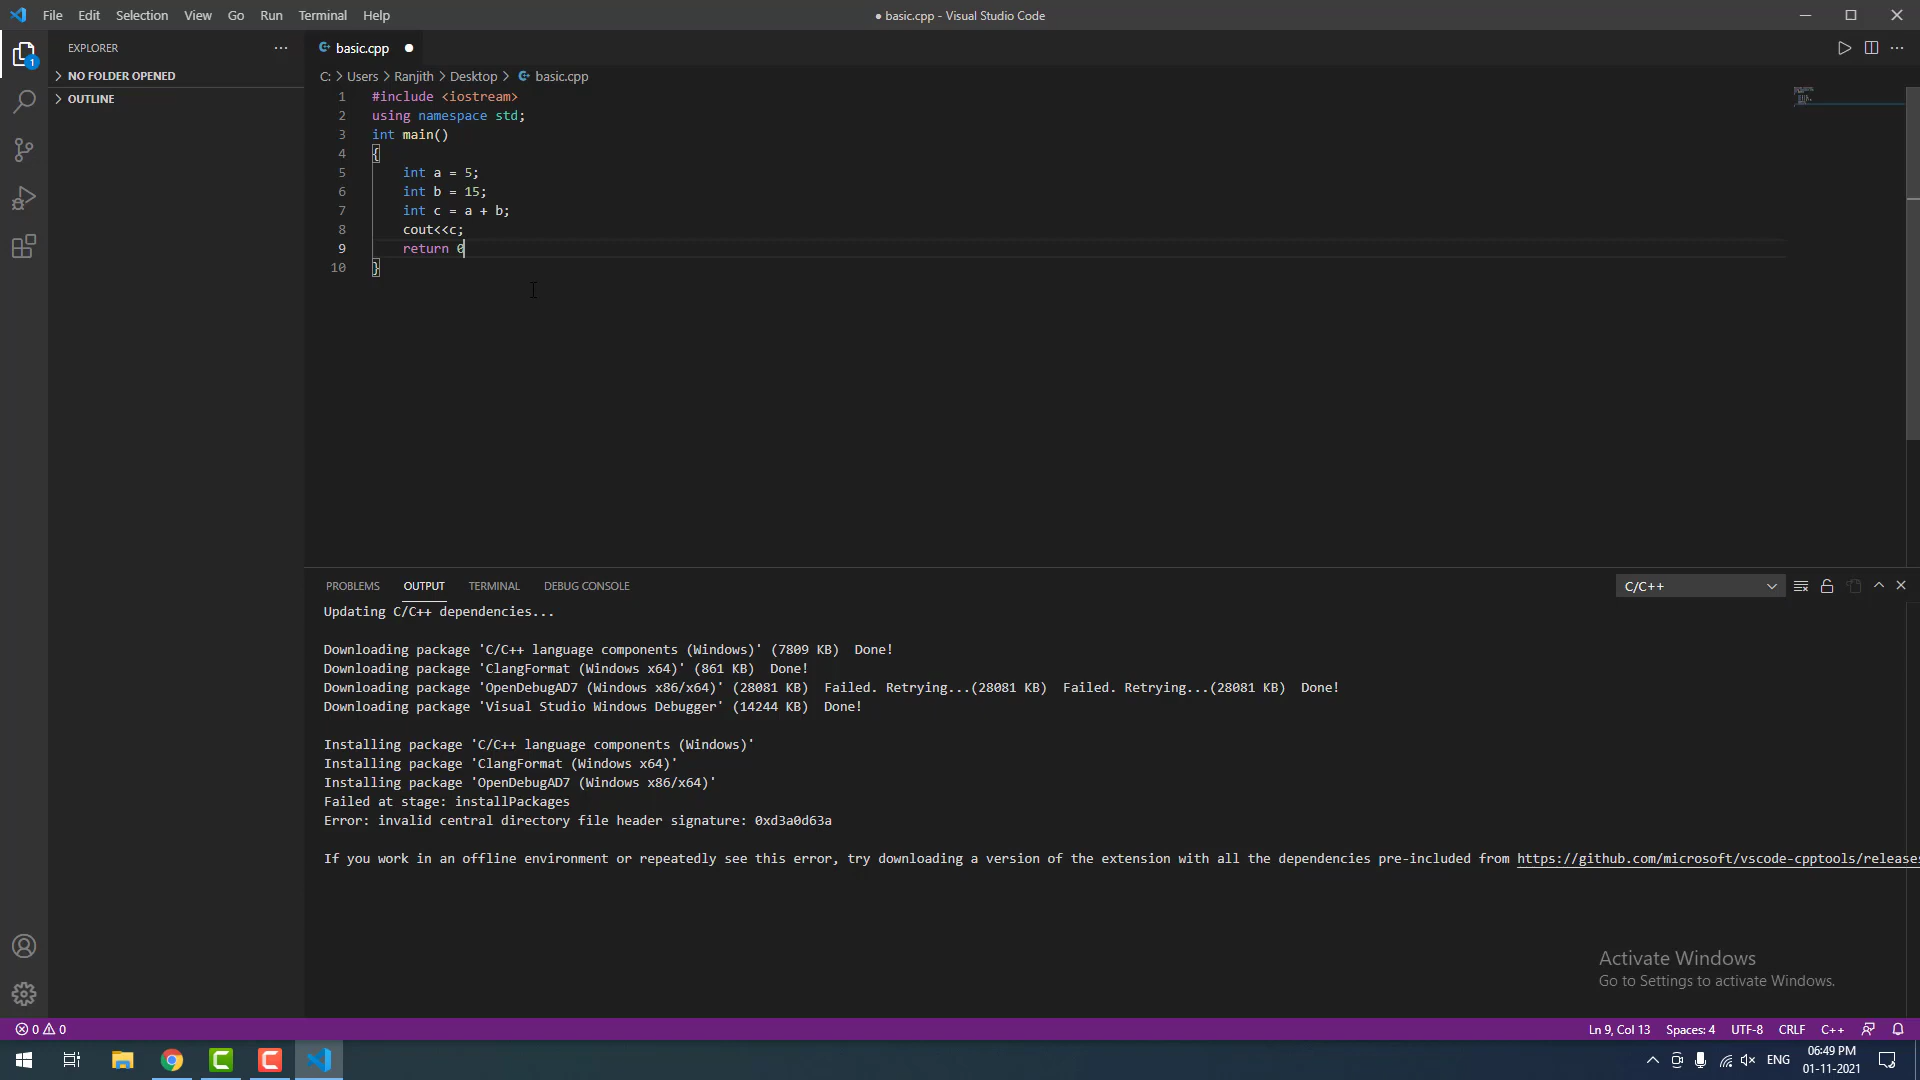 File Edit Selection View Go Run Terminal Help
● basic.cpp - Visual Studio Code
EXPLORER
basic.cpp
1
NO FOLDER OPENED
C: > Users > Ranjith > Desktop > basic.cpp
OUTLINE
1 #include <iostream>
2 using namespace std;
3 int main()
4 {
5 int a = 5;
6 int b = 15;
7 int c = a + b;
8 cout<<c;
9 return 0
10 }
PROBLEMS OUTPUT TERMINAL DEBUG CONSOLE
C/C++
Updating C/C++ dependencies...
Downloading package 'C/C++ language components (Windows)' (7809 KB)  Done!
Downloading package 'ClangFormat (Windows x64)' (861 KB)  Done!
Downloading package 'OpenDebugAD7 (Windows x86/x64)' (28081 KB)  Failed. Retrying...(28081 KB)  Failed. Retrying...(28081 KB)  Done!
Downloading package 'Visual Studio Windows Debugger' (14244 KB)  Done!
Installing package 'C/C++ language components (Windows)'
Installing package 'ClangFormat (Windows x64)'
Installing package 'OpenDebugAD7 (Windows x86/x64)'
Failed at stage: installPackages
Error: invalid central directory file header signature: 0xd3a0d63a
If you work in an offline environment or repeatedly see this error, try downloading a version of the extension with all the dependencies pre-included from https://github.com/microsoft/vscode-cpptools/releases
Activate Windows
Go to Settings to activate Windows.
0 0
Ln 9, Col 13 Spaces: 4 UTF-8 CRLF C++
ENG
06:49 PM
01-11-2021